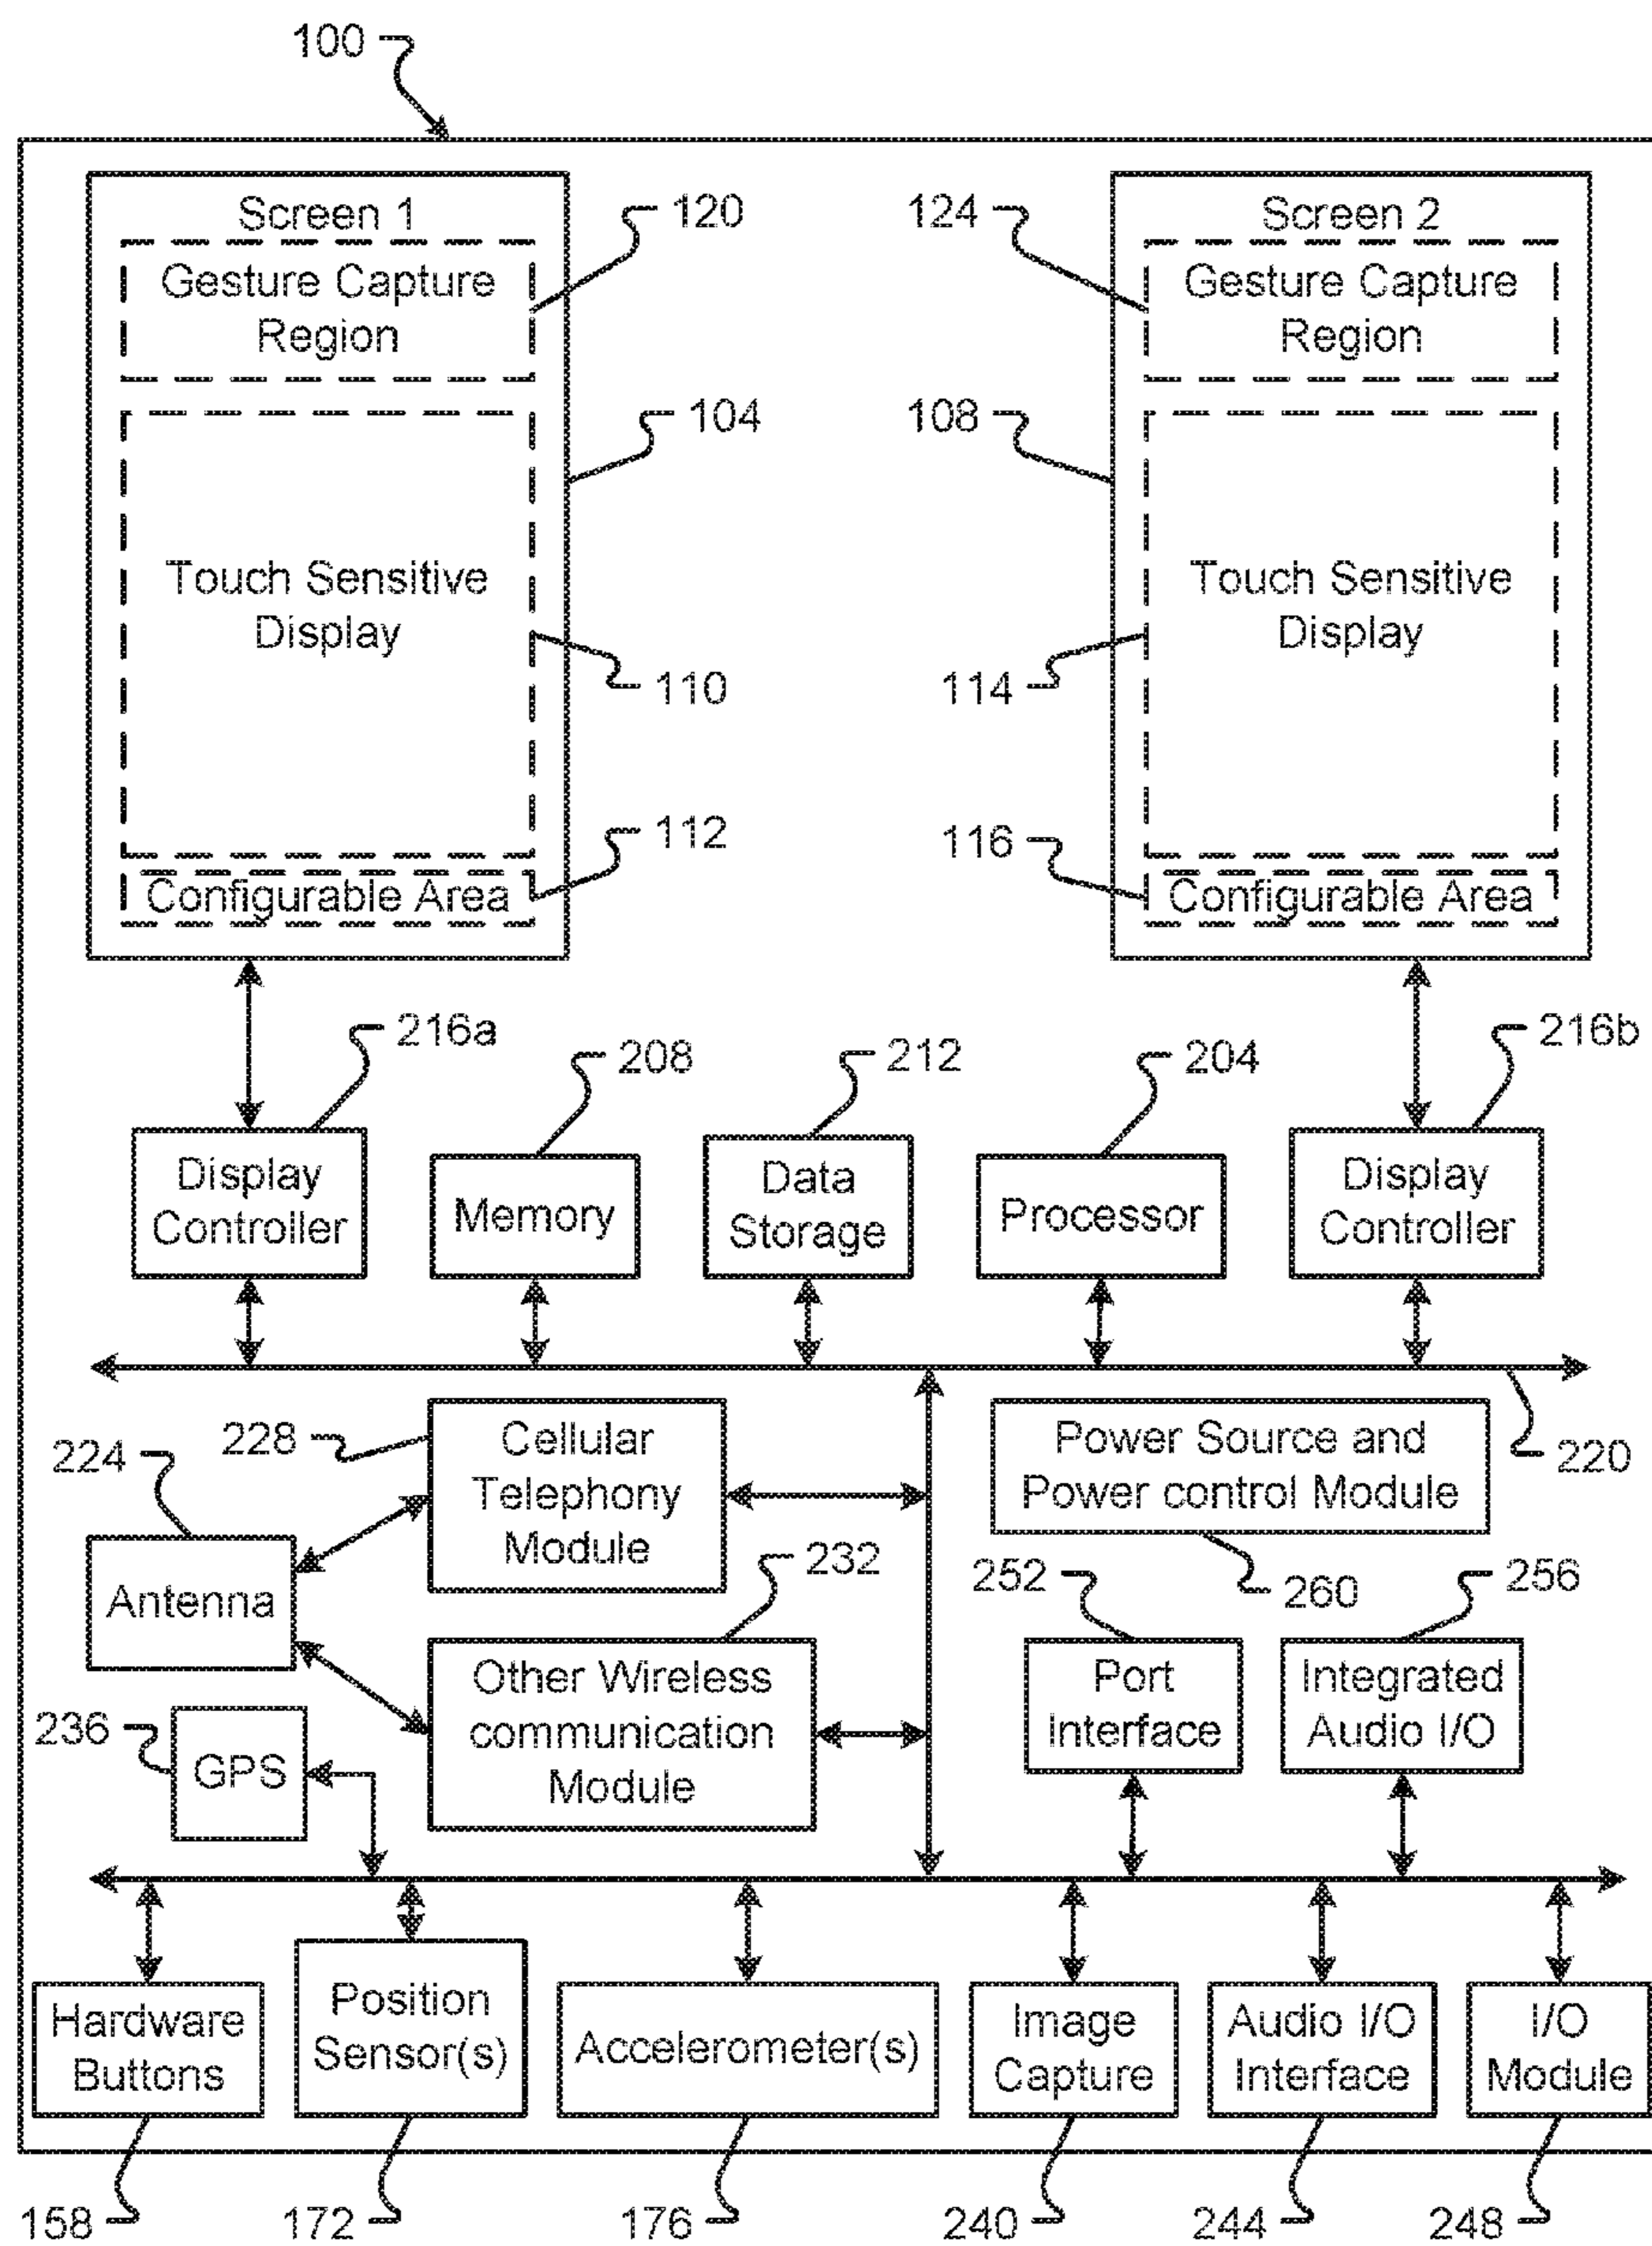 100
Screen 1
120
124
Screen 2
Gesture Capture
Region
Gesture Capture
Region
104
108
Touch Sensitive
Display
Touch Sensitive
Display
110
114
112
116
Configurable Area
Configurable Area
216a
208
212
204
216b
Display
Controller
Memory
Data
Storage
Processor
Display
Controller
228
Cellular
Telephony
Module
Power Source and
Power control Module
220
224
232
252
260
256
Antenna
Other Wireless
communication
Module
Port
Interface
Integrated
Audio I/O
236
GPS
Hardware
Buttons
Position
Sensor(s)
Accelerometer(s)
Image
Capture
Audio I/O
Interface
I/O
Module
158
172
176
240
244
248